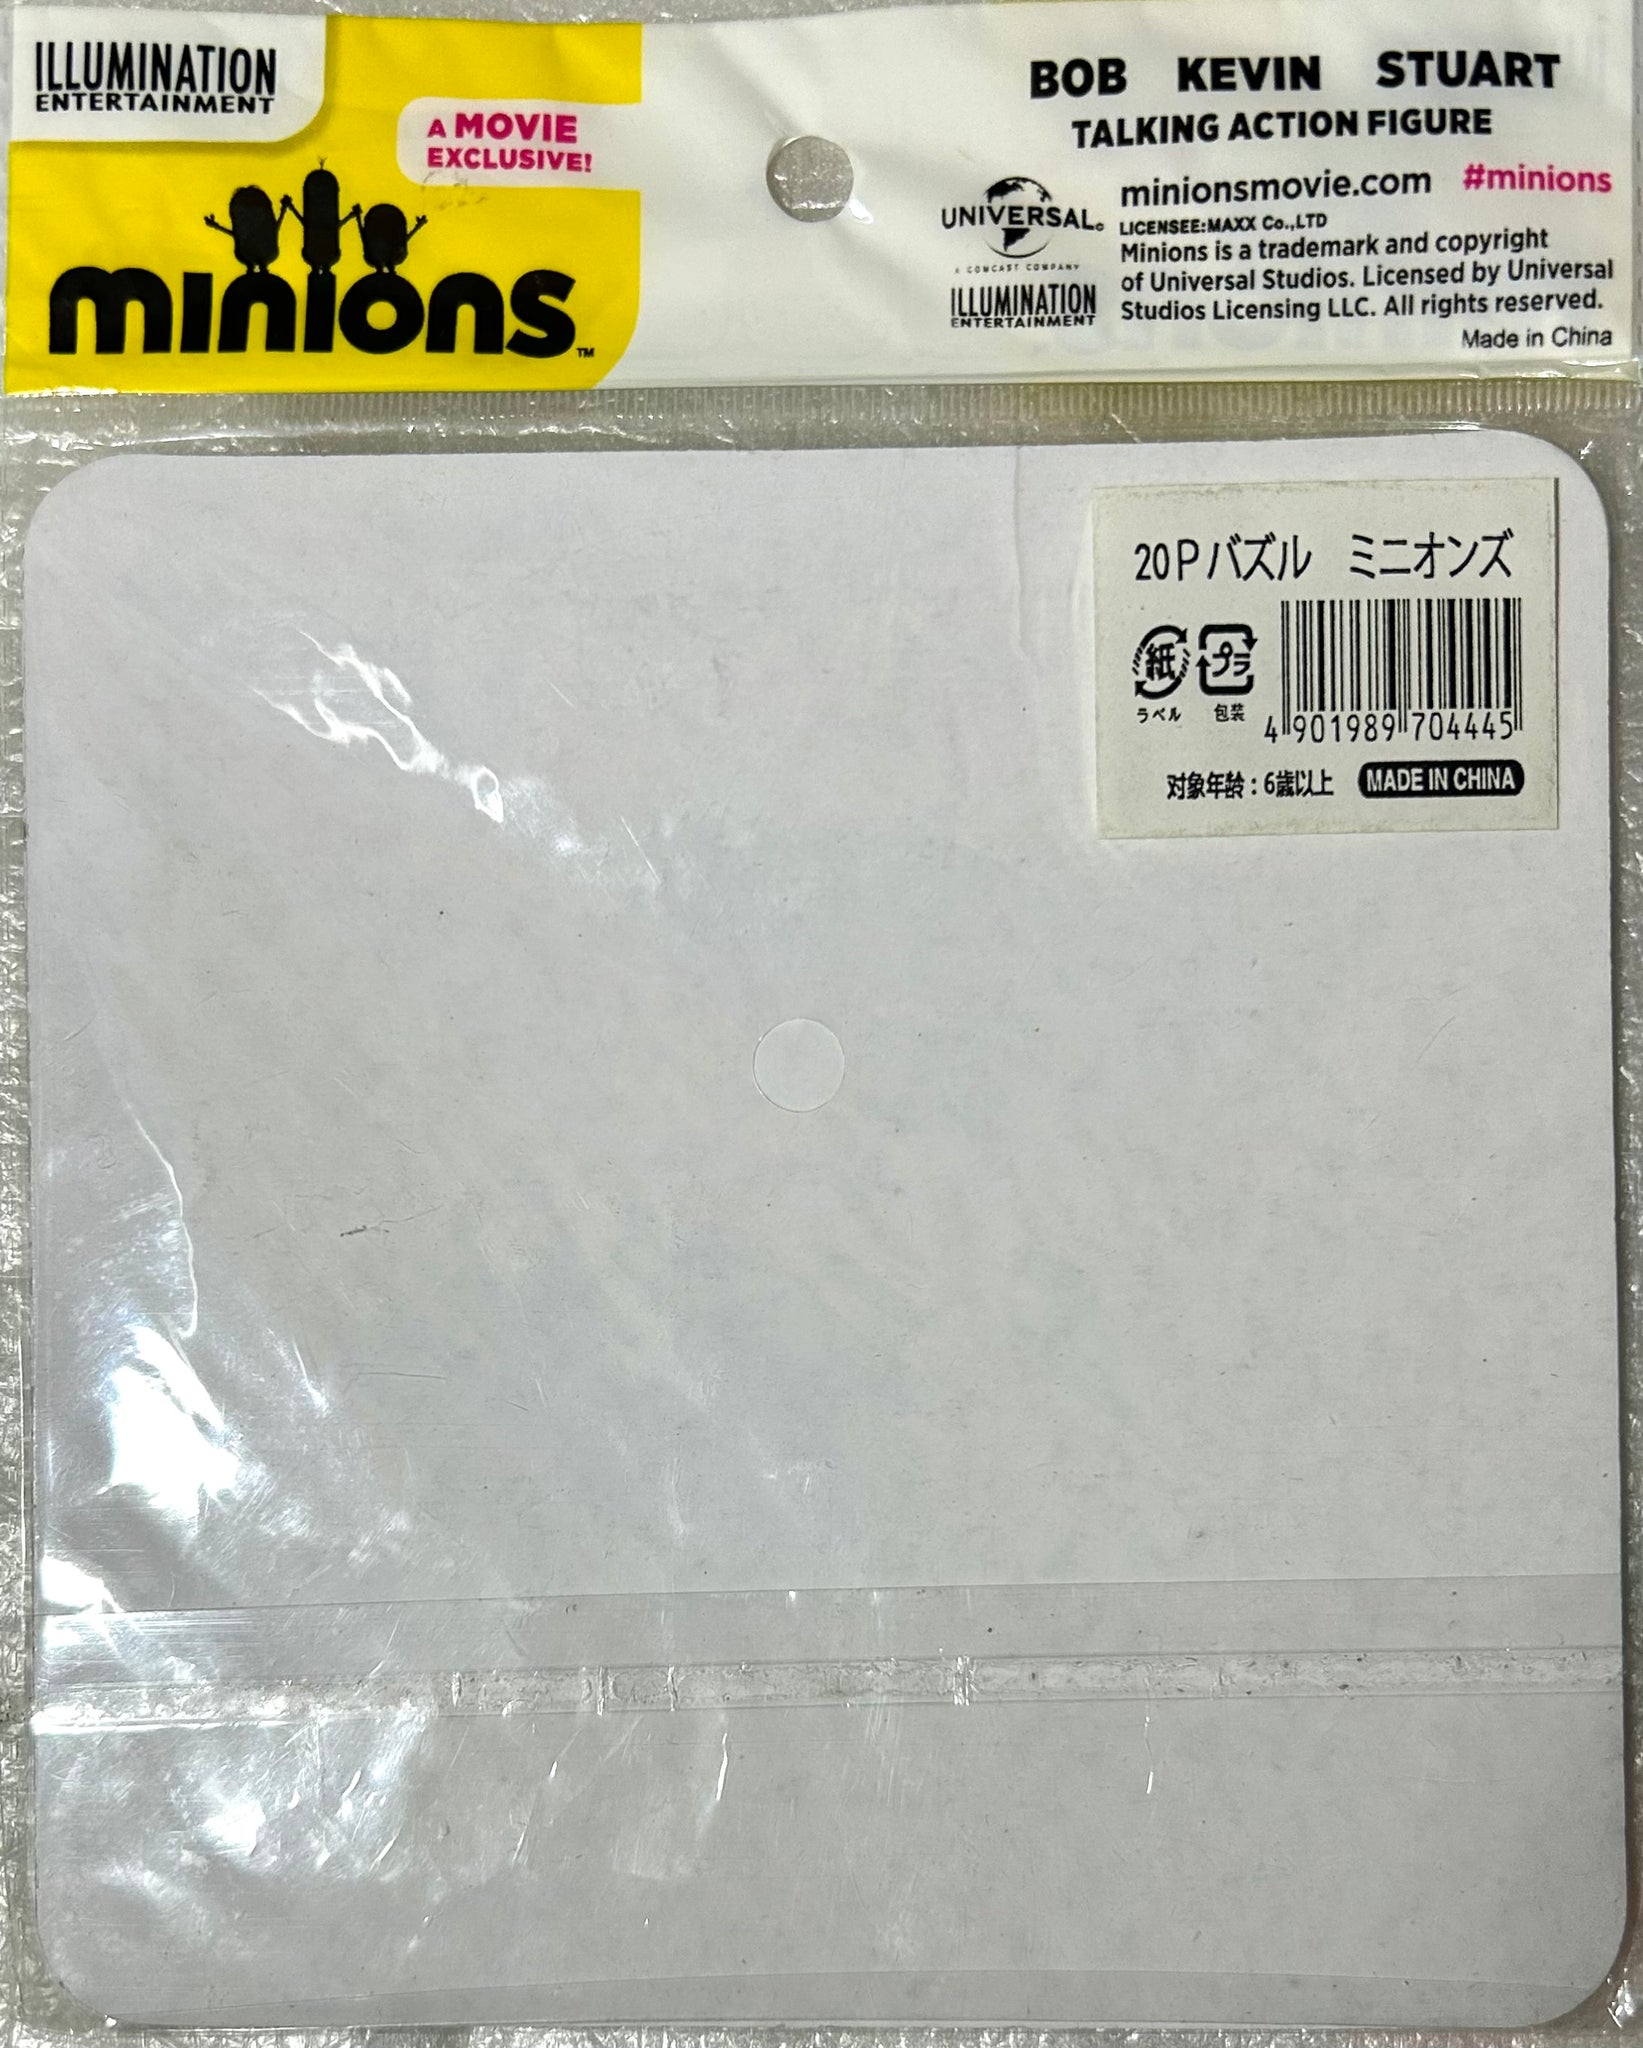 ILLUMINATION
ENTERTAINMENT
A MOVIE
EXCLUSIVE!
minions™
BOB KEVIN STUART
TALKING ACTION FIGURE
minionsmovie.com #minions
UNIVERSAL
A COMCAST COMPANY
ILLUMINATION
ENTERTAINMENT
LICENSEE:MAXX Co.,LTD
Minions is a trademark and copyright
of Universal Studios. Licensed by Universal
Studios Licensing LLC. All rights reserved.
Made in China
20Pバズル ミニオンズ
紙 プラ
ラベル 包装
4 901989 704445
対象年齢：6歳以上 MADE IN CHINA